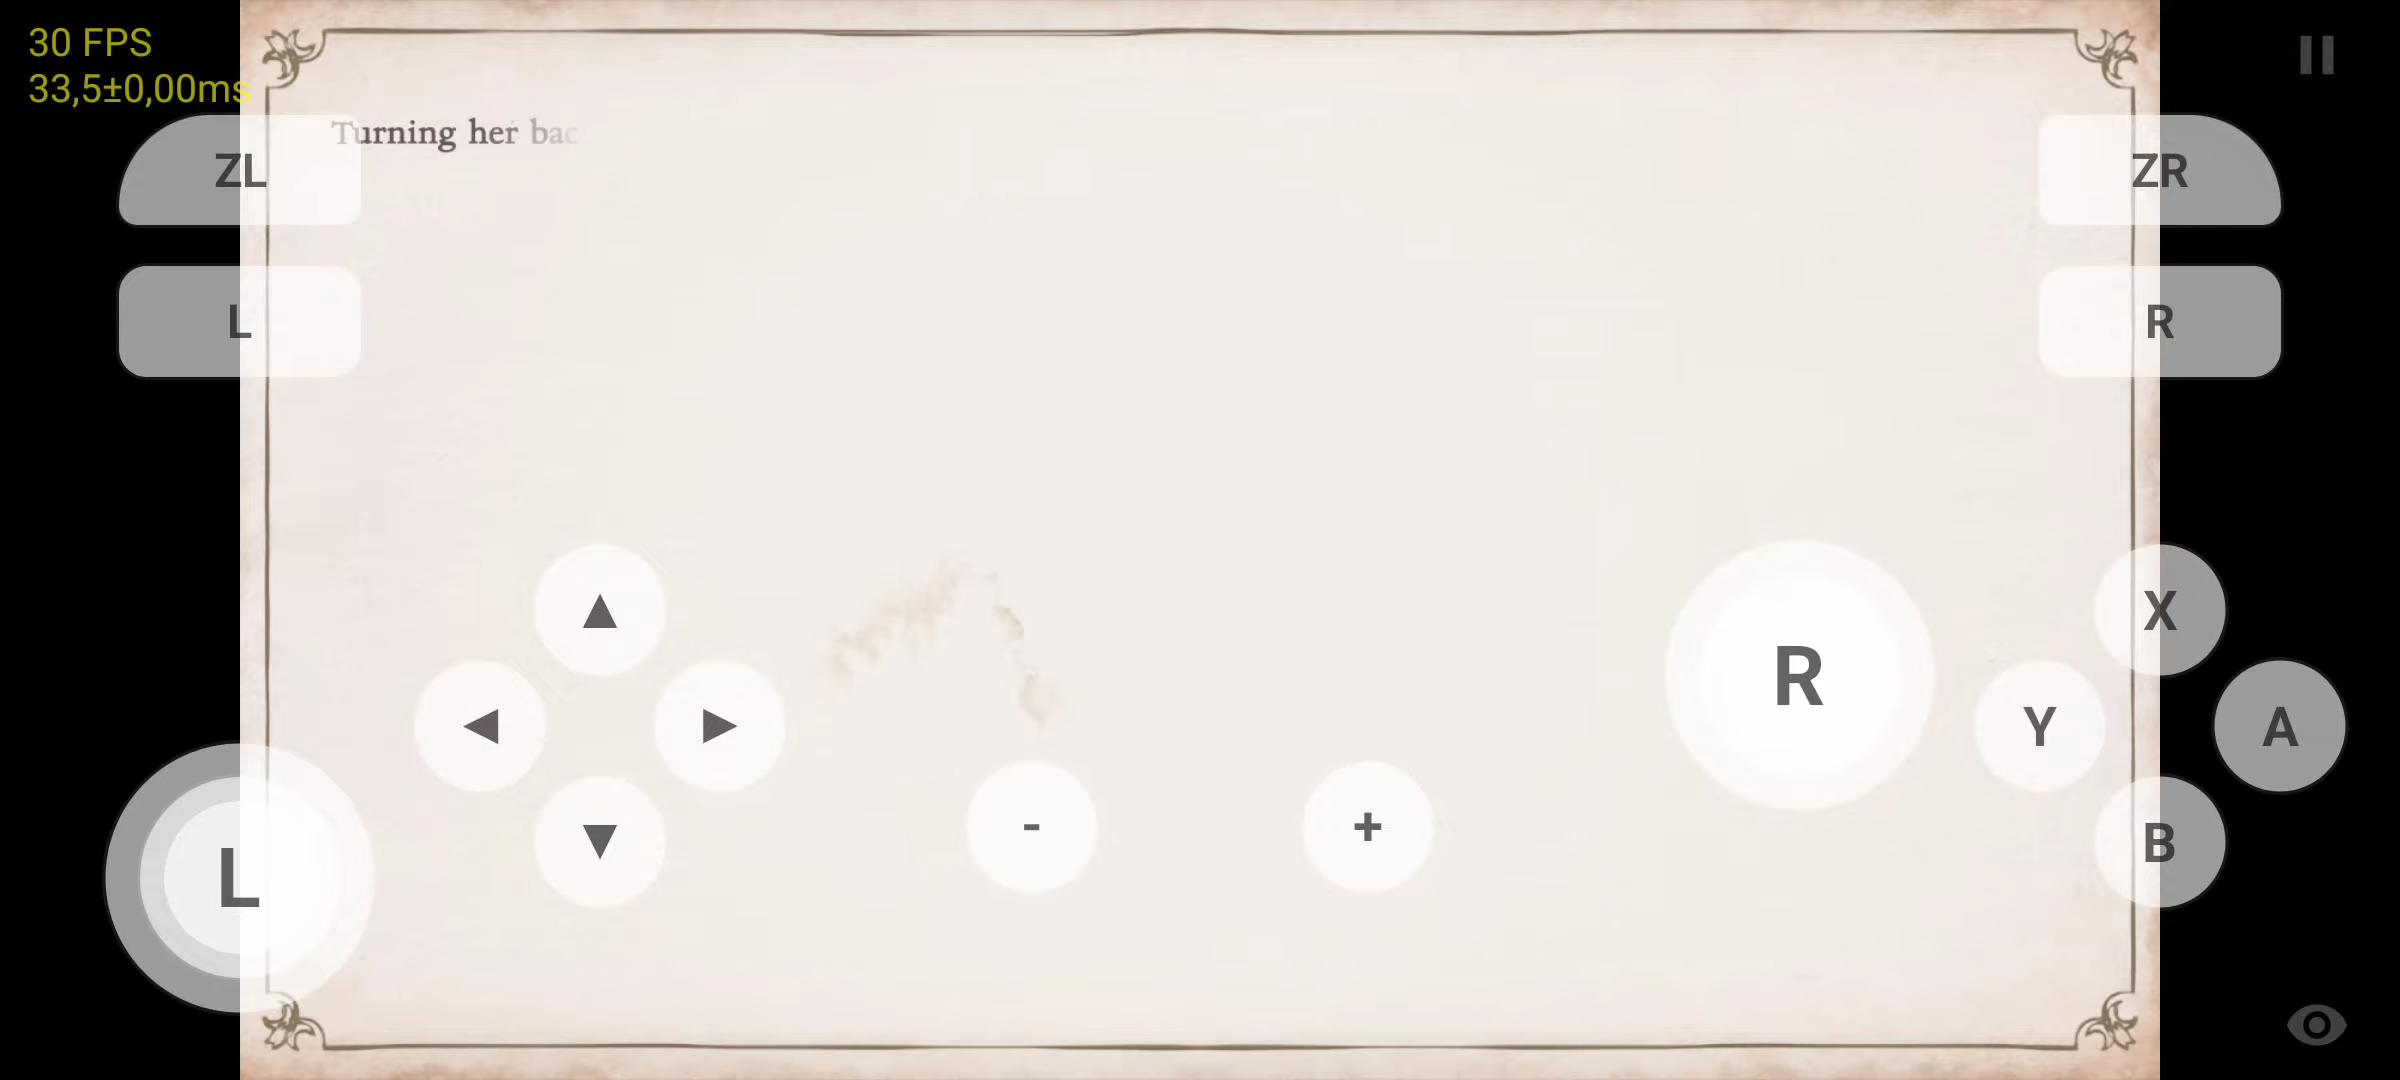 30 FPS
33,5±0,00ms
Turning her bac
ZL
ZR
L
R
X
R
Y
A
- +
B
L